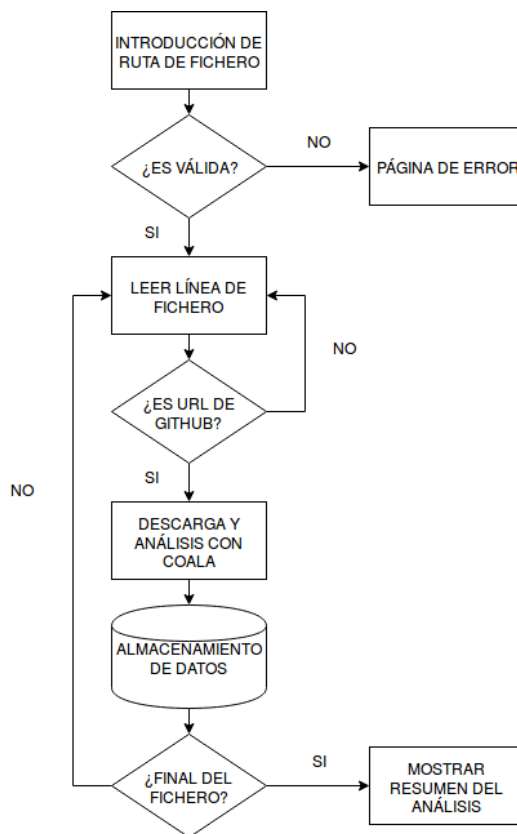 INTRODUCCIÓN DE
RUTA DE FICHERO
¿ES VÁLIDA?
NO
PÁGINA DE ERROR
SI
LEER LÍNEA DE
FICHERO
NO
¿ES URL DE
GITHUB?
SI
NO
DESCARGA Y
ANÁLISIS CON
COALA
ALMACENAMIENTO
DE DATOS
¿FINAL DEL
FICHERO?
SI
MOSTRAR
RESUMEN DEL
ANÁLISIS